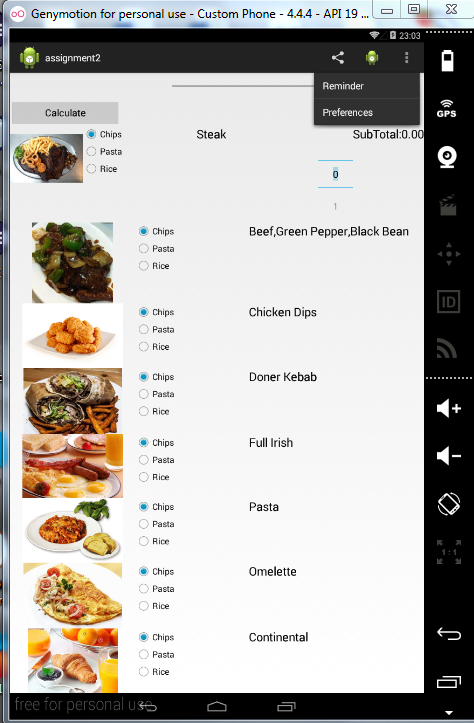 Genymotion for personal use - Custom Phone - 4.4.4 - API 19 ...
23:03
assignment2
Reminder
Preferences
Calculate
Chips
Pasta
Rice
Steak
SubTotal:0.00
0
1
Chips
Pasta
Rice
Beef,Green Pepper,Black Bean
Chips
Pasta
Rice
Chicken Dips
Chips
Pasta
Rice
Doner Kebab
Chips
Pasta
Rice
Full Irish
Chips
Pasta
Rice
Pasta
Chips
Pasta
Rice
Omelette
Chips
Pasta
Rice
Continental
free for personal use
GPS
ID
1:1